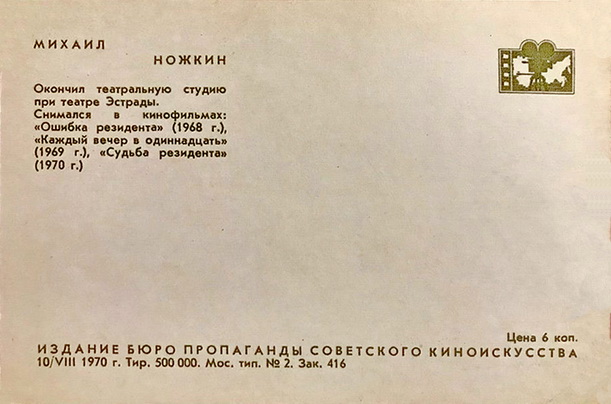 МИХАИЛ
НОЖКИН
Окончил театральную студию
при театре Эстрады.
Снимался в кинофильмах:
«Ошибка резидента» (1968 г.),
«Каждый вечер в одиннадцать»
(1969 г.), «Судьба резидента»
(1970 г.)
Цена 6 коп.
ИЗДАНИЕ БЮРО ПРОПАГАНДЫ СОВЕТСКОГО КИНОИСКУССТВА
10/VIII 1970 г. Тир. 500 000. Мос. тип. № 2. Зак. 416